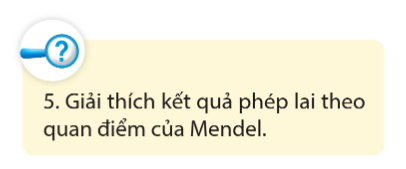 ?
5. Giải thích kết quả phép lai theo
quan điểm của Mendel.